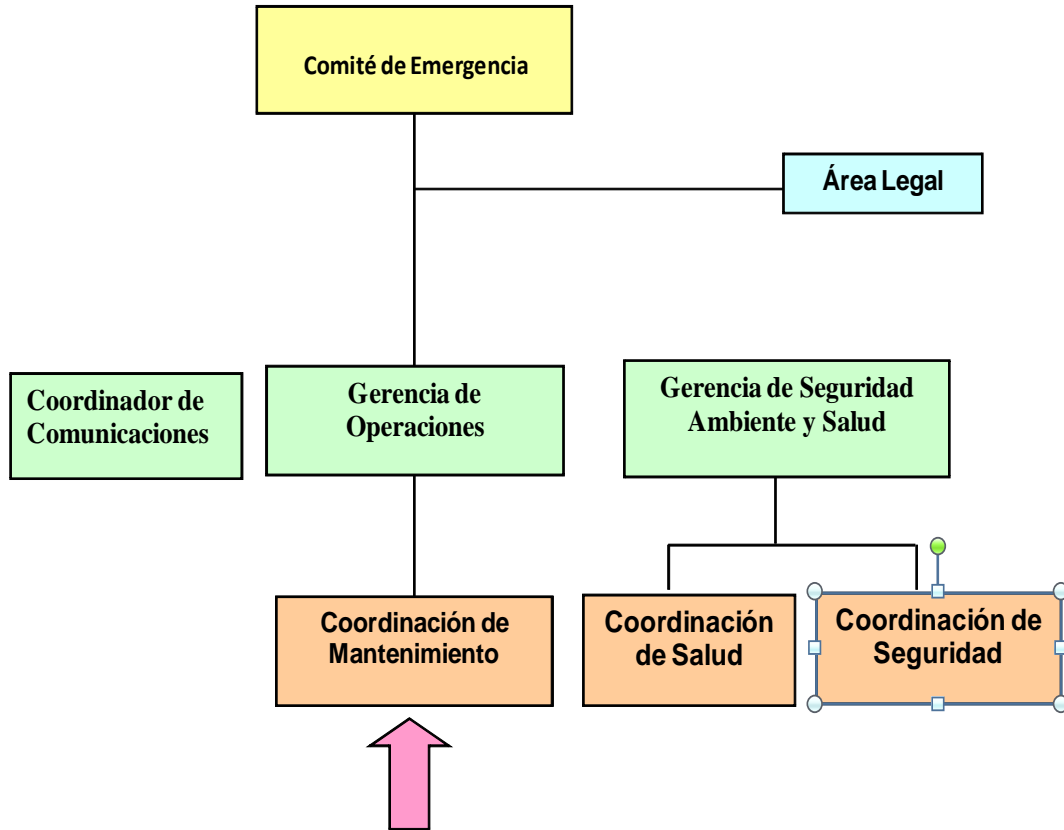 Comité de Emergencia
Área Legal
Coordinador de
Comunicaciones
Gerencia de
Operaciones
Gerencia de Seguridad
Ambiente y Salud
Coordinación de
Mantenimiento
Coordinación
de Salud
Coordinación de
Seguridad